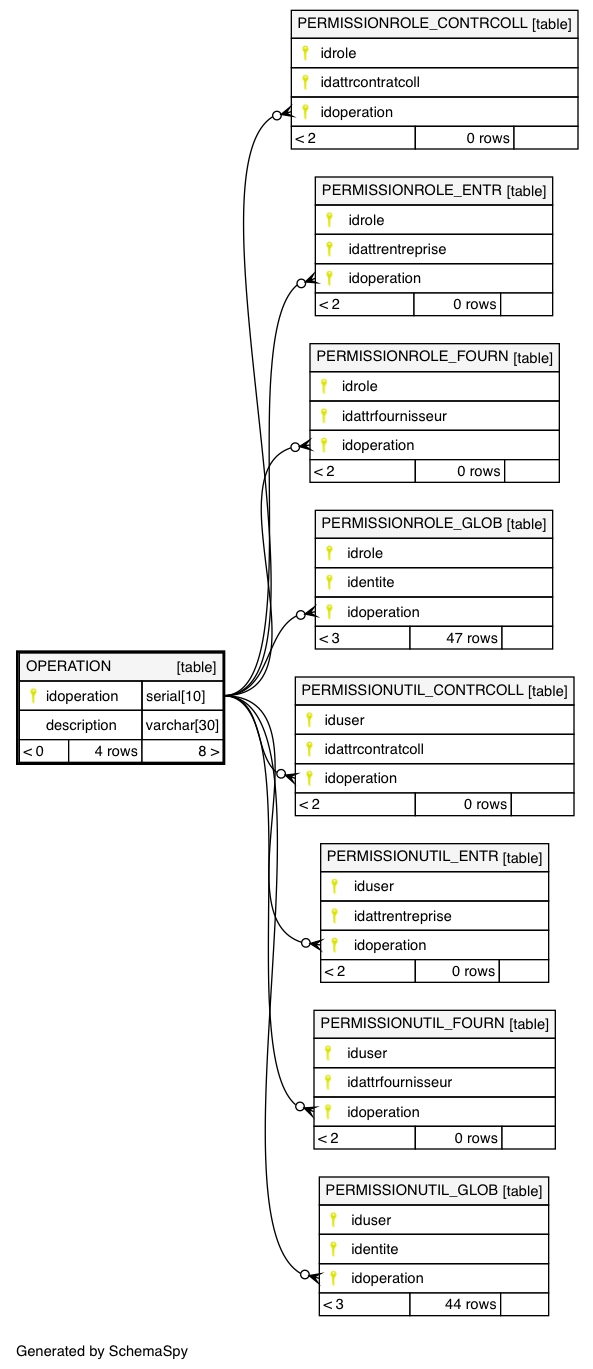 PERMISSIONROLE_CONTRCOLL [table]
idrole
idattrcontratcoll
idoperation
< 2 0 rows
PERMISSIONROLE_ENTR [table]
idrole
idattrentreprise
idoperation
< 2 0 rows
PERMISSIONROLE_FOURN [table]
idrole
idattrfournisseur
idoperation
< 2 0 rows
PERMISSIONROLE_GLOB [table]
idrole
identite
idoperation
< 3 47 rows
OPERATION [table]
idoperation serial[10]
description varchar[30]
< 0 4 rows 8 >
PERMISSIONUTIL_CONTRCOLL [table]
iduser
idattrcontratcoll
idoperation
< 2 0 rows
PERMISSIONUTIL_ENTR [table]
iduser
idattrentreprise
idoperation
< 2 0 rows
PERMISSIONUTIL_FOURN [table]
iduser
idattrfournisseur
idoperation
< 2 0 rows
PERMISSIONUTIL_GLOB [table]
iduser
identite
idoperation
< 3 44 rows
Generated by SchemaSpy